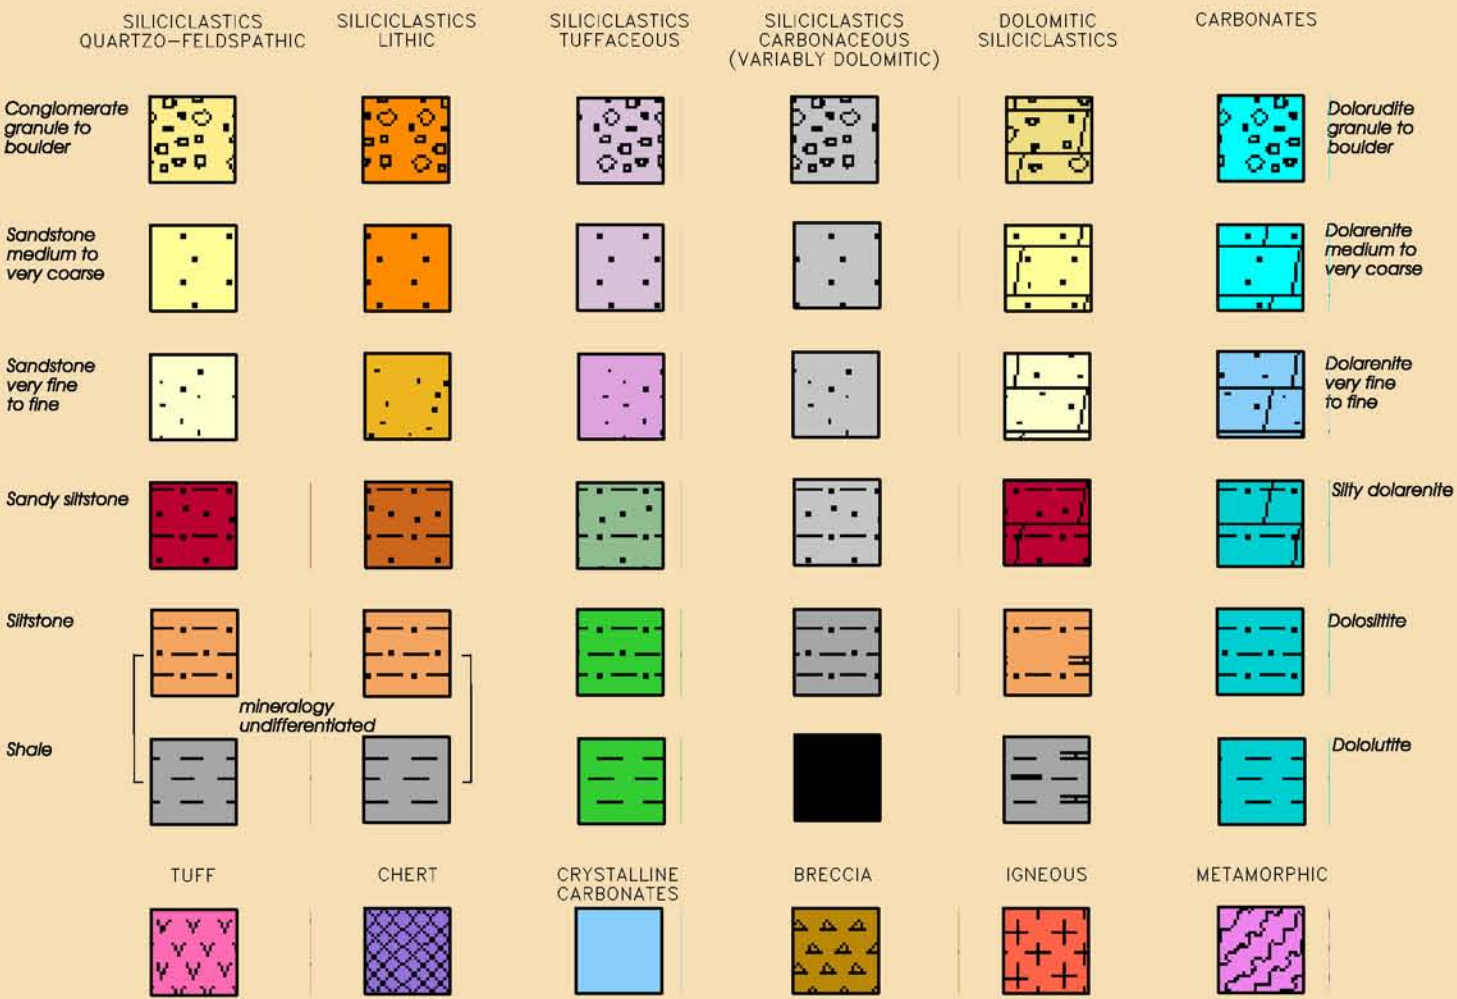 SILICICLASTICS
QUARTZO-FELDSPATHIC
SILICICLASTICS
LITHIC
SILICICLASTICS
TUFFACEOUS
SILICICLASTICS
CARBONACEOUS
(VARIABLY DOLOMITIC)
DOLOMITIC
SILICICLASTICS
CARBONATES
Conglomerate
granule to
boulder
Dolorudite
granule to
boulder
Sandstone
medium to
very coarse
Dolarenite
medium to
very coarse
Sandstone
very fine
to fine
Dolarenite
very fine
to fine
Sandy siltstone
Silty dolarenite
Siltstone
Dolosiltite
mineralogy
undifferentiated
Shale
Dololutite
TUFF
CHERT
CRYSTALLINE
CARBONATES
BRECCIA
IGNEOUS
METAMORPHIC